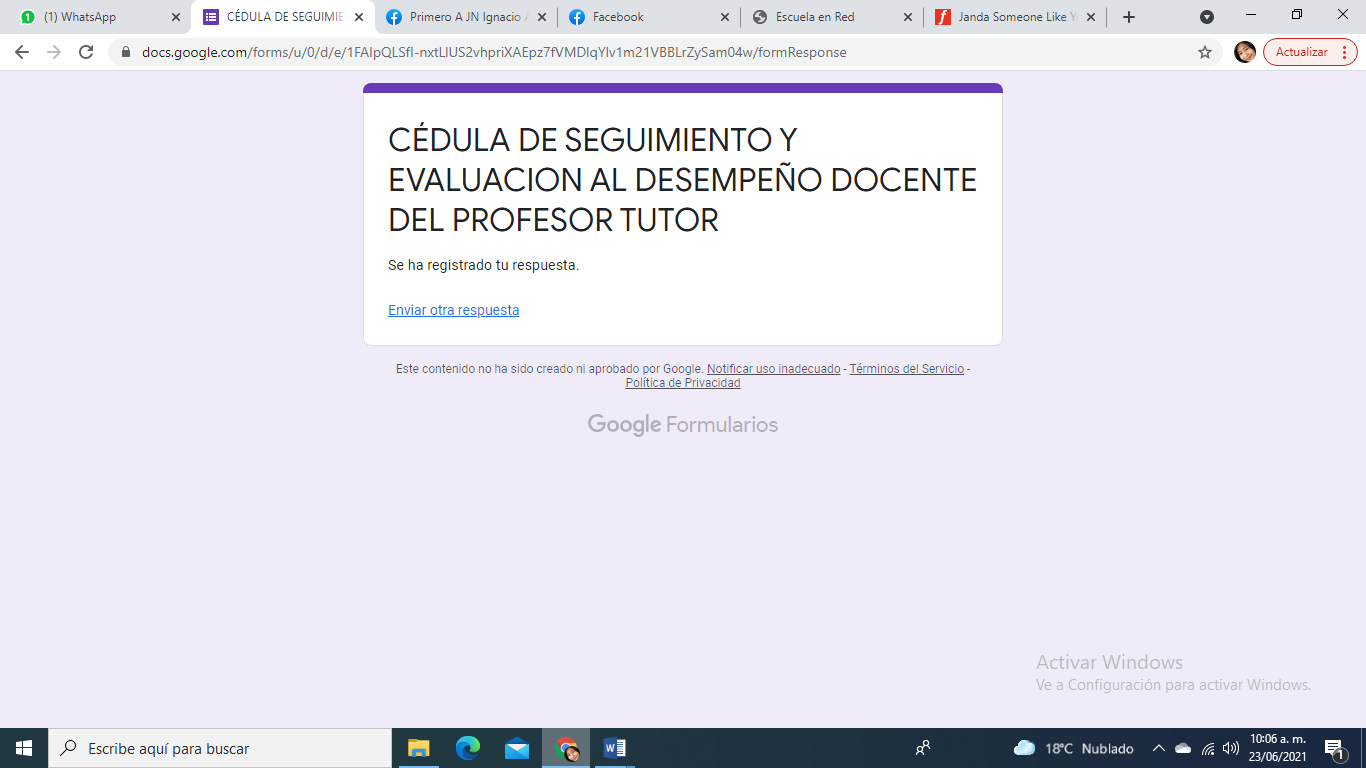 (1) WhatsApp
CÉDULA DE SEGUIMIE
Primero A JN Ignacio
Facebook
Escuela en Red
Janda Someone Like Y
docs.google.com/forms/u/0/d/e/1FAIpQLSfI-nxtLIUS2vhpriXAEpz7fVMDIqYlv1m21VBBLrZySam04w/formResponse
Actualizar
CÉDULA DE SEGUIMIENTO Y
EVALUACION AL DESEMPEÑO DOCENTE
DEL PROFESOR TUTOR
Se ha registrado tu respuesta.
Enviar otra respuesta
Este contenido no ha sido creado ni aprobado por Google. Notificar uso inadecuado - Términos del Servicio -
Política de Privacidad
Google Formularios
Activar Windows
Ve a Configuración para activar Windows.
Escribe aquí para buscar
18°C Nublado
10:06 a. m.
23/06/2021
1